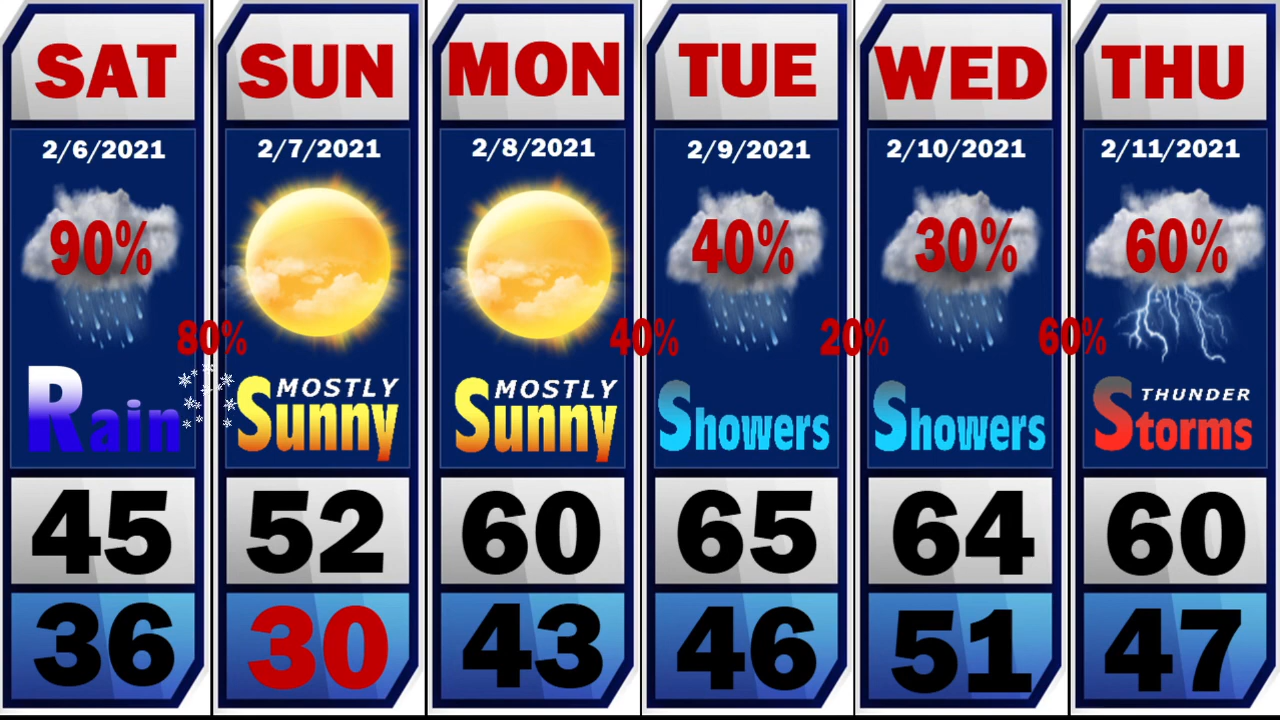 SAT
2/6/2021
90%
Rain
45
36
80%
SUN
2/7/2021
MOSTLY
Sunny
52
30
MON
2/8/2021
MOSTLY
Sunny
60
43
40%
TUE
2/9/2021
40%
Showers
65
46
20%
WED
2/10/2021
30%
Showers
64
51
60%
THU
2/11/2021
60%
THUNDER
Storms
60
47